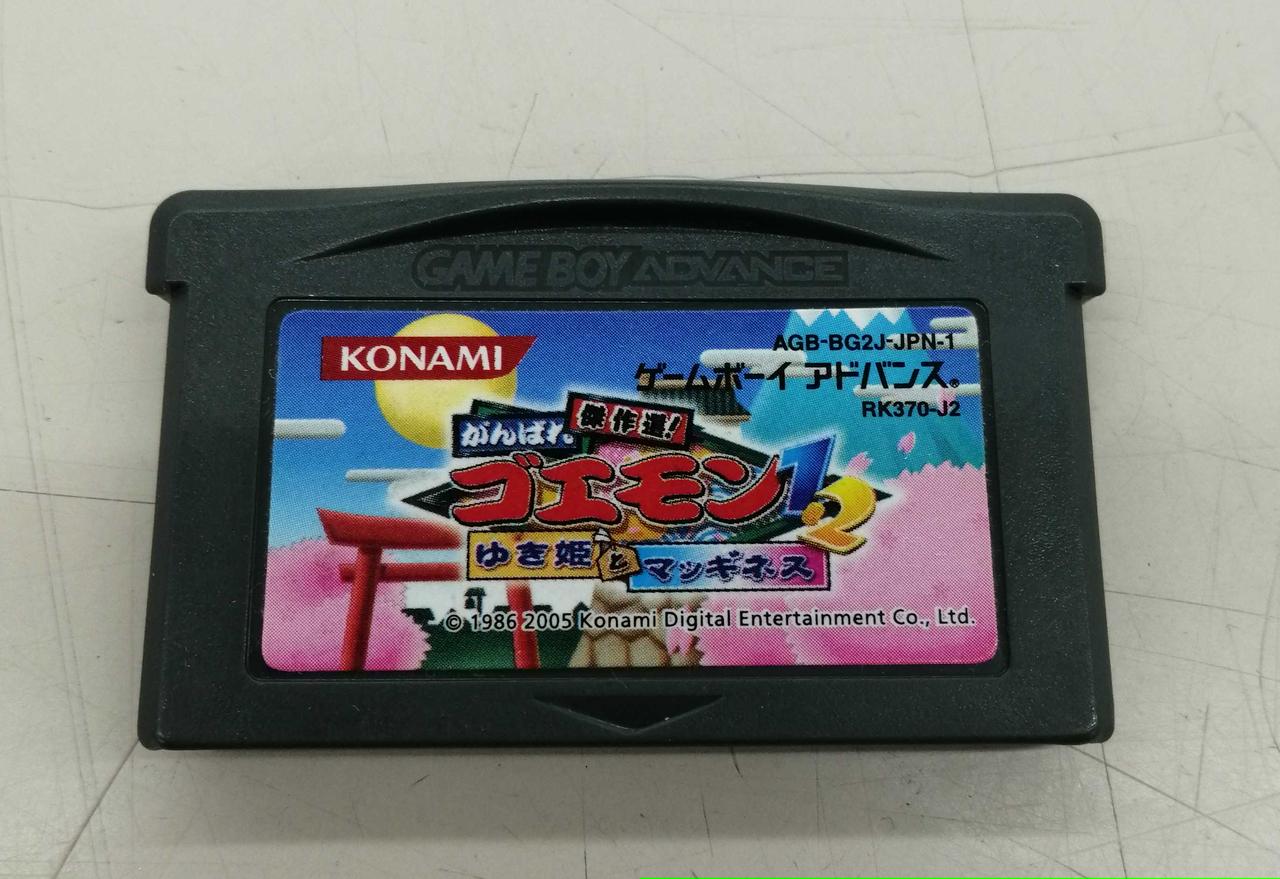 GAME BOY ADVANCE
KONAMI
AGB-BG2J-JPN-1
ゲームボーイ アドバンス®
RK370-J2
がんばれ 傑作選!
ゴエモン1・2
ゆき姫とマッギネス
© 1986 2005 Konami Digital Entertainment Co., Ltd.